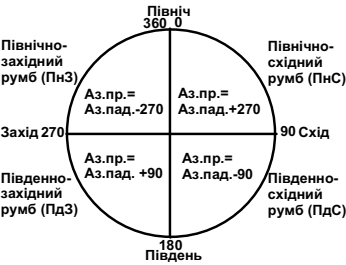 Північ
360 0
Північно-
західний
румб (ПнЗ)
Північно-
східний
румб (ПнС)
Аз.пр.=
Аз.пад.-270
Аз.пр.=
Аз.пад.+270
Захід 270
90 Схід
Аз.пр.=
Аз.пад. +90
Аз.пр.=
Аз.пад.-90
Південно-
західний
румб (ПдЗ)
Південно-
східний
румб (ПдС)
180
Південь